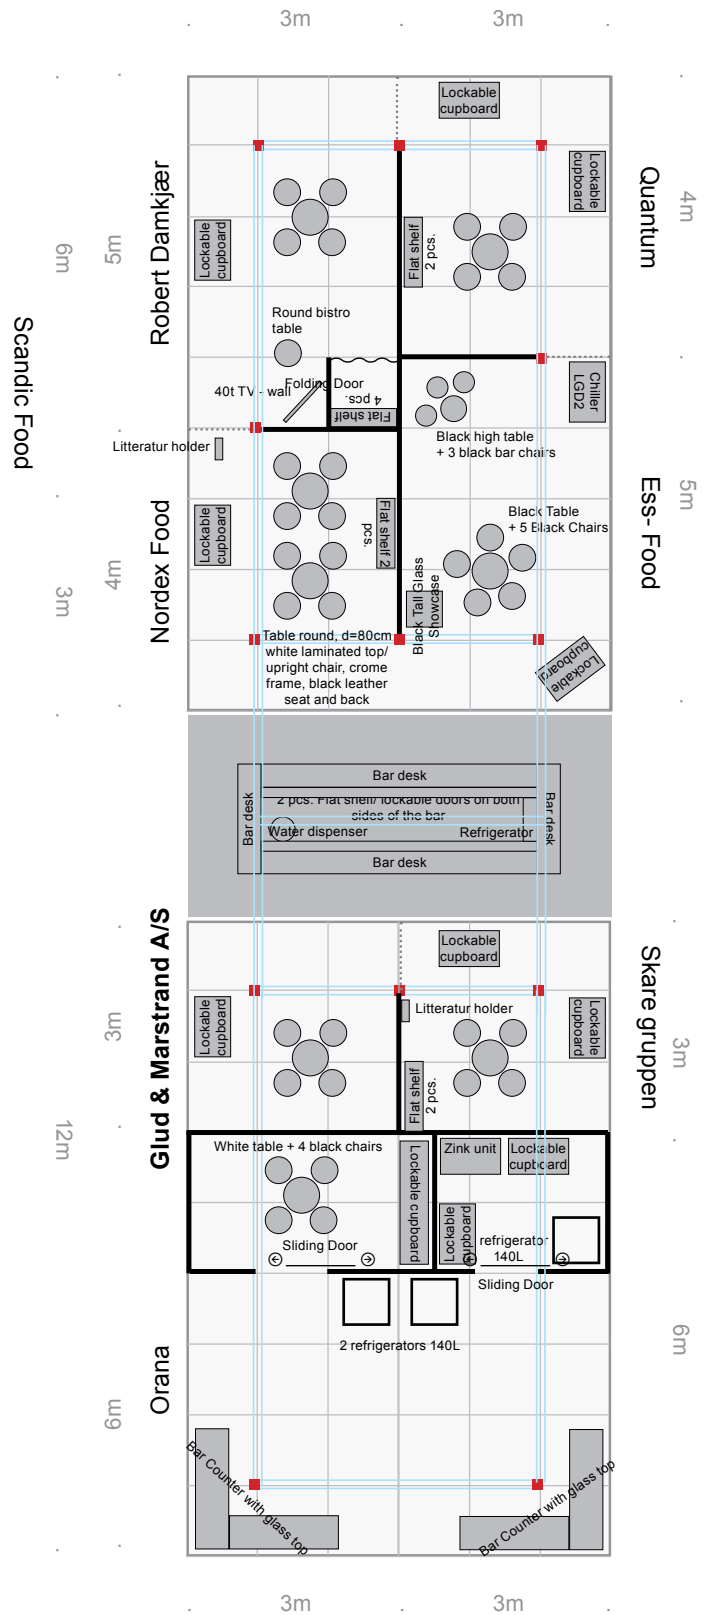 3m
3m
Lockable
cupboard
Lockable
cupboard
Robert Damkjær
Quantum
4m
6m
5m
Lockable
cupboard
Flat shelf
2 pcs.
Round bistro
table
Folding Door
40t TV - wall
4 pcs.
Flat shelf
Chiller
LGD2
Scandic Food
Litteratur holder
Black high table
+ 3 black bar chairs
Nordex Food
Lockable
cupboard
Flat shelf 2
pcs.
Black Table
+ 5 Black Chairs
Ess- Food
5m
3m
4m
Black Tall Glass
Showcase
Table round, d=80cm
white laminated top/
upright chair, crome
frame, black leather
seat and back
Lockable
cupboard
Bar desk
Bar desk
2 pcs. Flat shelf/ lockable doors on both
sides of the bar
Water dispenser
Refrigerator
Bar desk
Bar desk
Glud & Marstrand A/S
Skare gruppen
Lockable
cupboard
Lockable
cupboard
Litteratur holder
Lockable
cupboard
Flat shelf
2 pcs.
3m
3m
12m
White table + 4 black chairs
Lockable cupboard
Zink unit
Lockable
cupboard
Lockable
cupboard
refrigerator
140L
Sliding Door
Sliding Door
2 refrigerators 140L
Orana
6m
6m
Bar Counter with glass top
Bar Counter with glass top
3m
3m